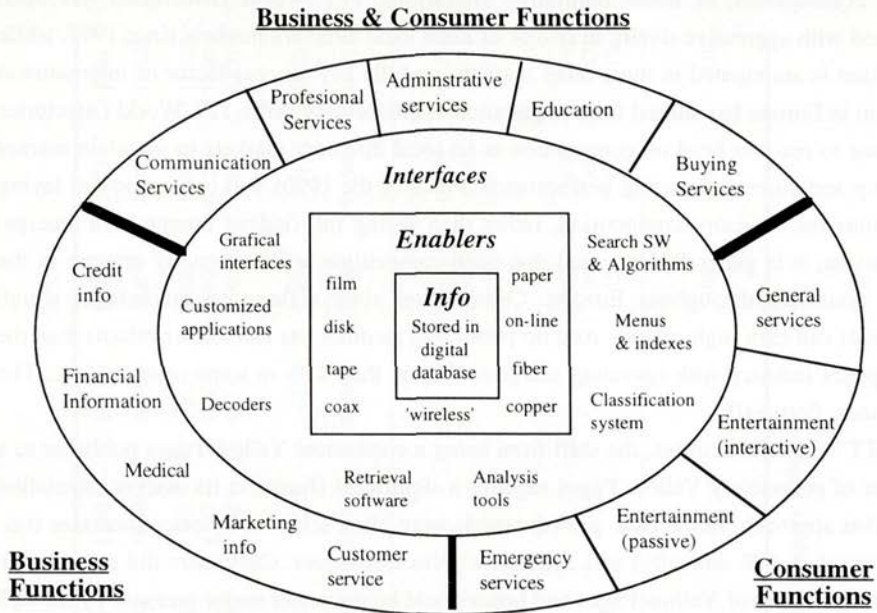 Business & Consumer Functions
Adminstrative
services
Profesional
Services
Education
Communication
Services
Buying
Services
Interfaces
Enablers
Info
Stored in
digital
database
film
disk
tape
coax
paper
on-line
fiber
copper
'wireless'
Grafical
interfaces
Customized
applications
Decoders
Search SW
& Algorithms
Menus
& indexes
Classification
system
Retrieval
software
Analysis
tools
Credit
info
Financial
Information
Medical
Marketing
info
Customer
service
Emergency
services
Entertainment
(passive)
Entertainment
(interactive)
General
services
Business
Functions
Consumer
Functions